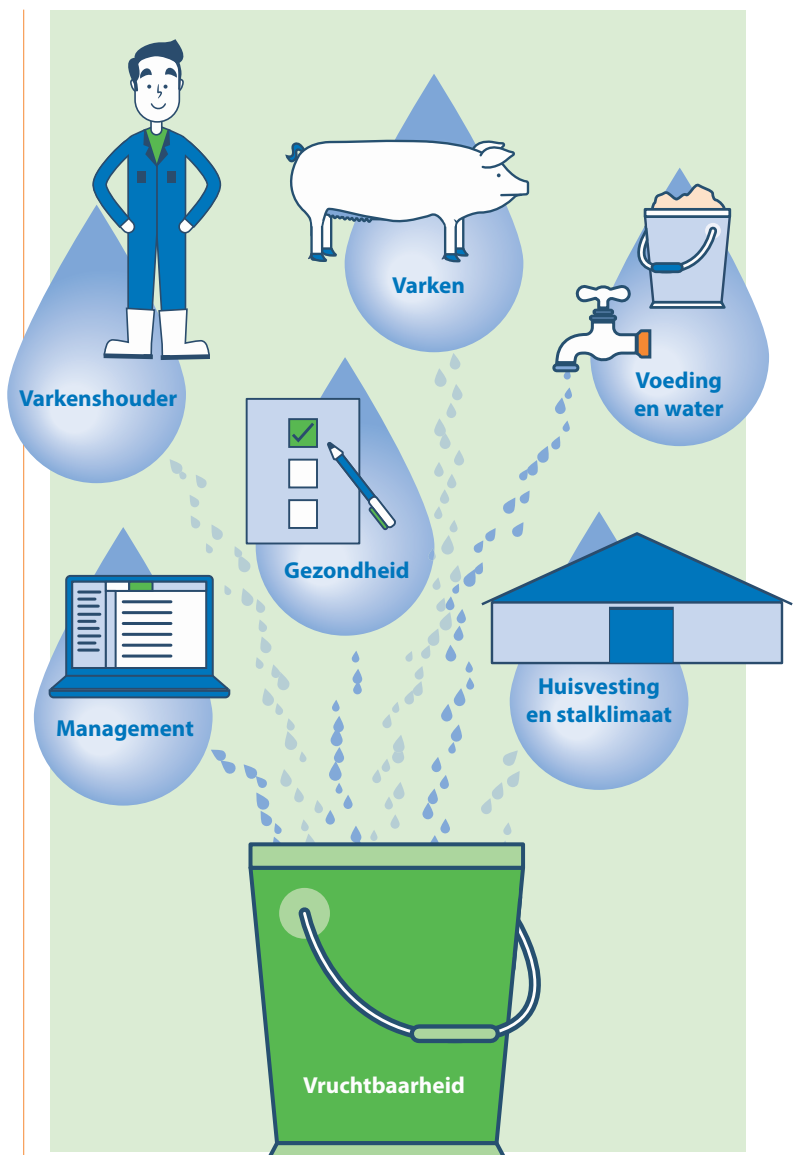 Varken
Voeding
en water
Varkenshouder
Gezondheid
Huisvesting
en stalklimaat
Management
Vruchtbaarheid